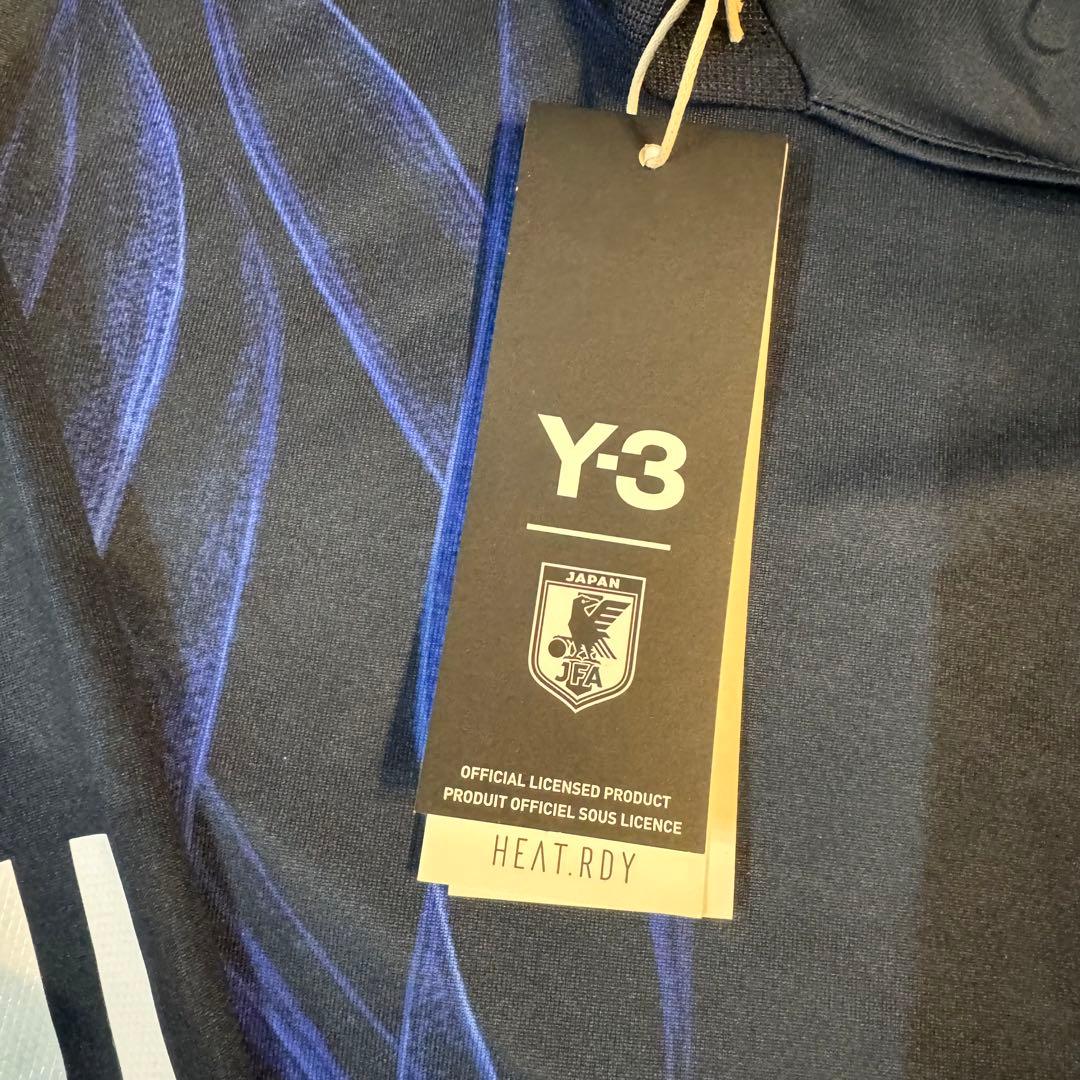 Y-3
JAPAN
JFA
OFFICIAL LICENSED PRODUCT
PRODUIT OFFICIEL SOUS LICENCE
HEAT.RDY